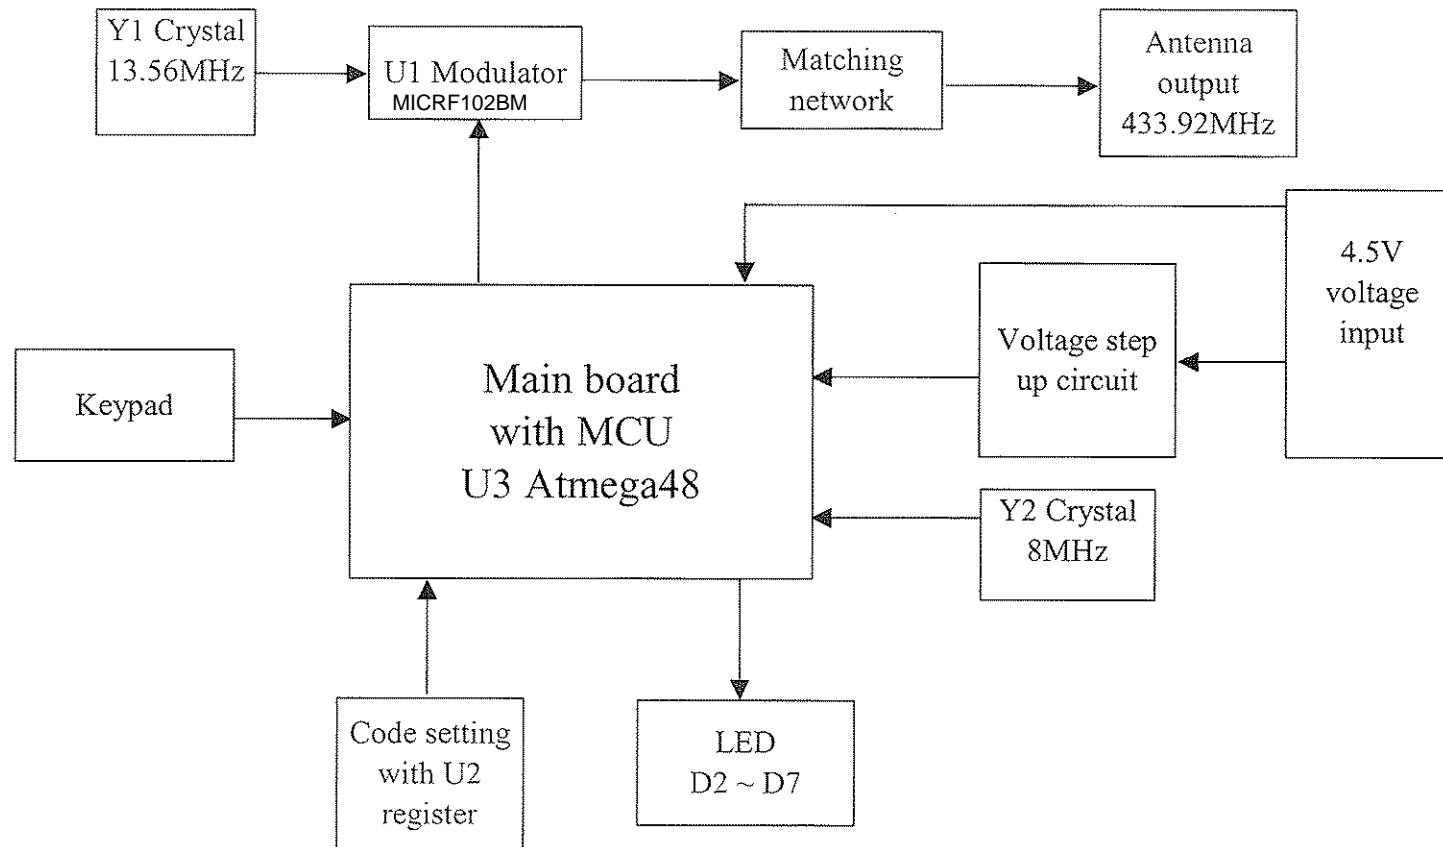 Y1 Crystal
13.56MHz
U1 Modulator
MICRF102BM
Matching
network
Antenna
output
433.92MHz
4.5V
voltage
input
Voltage step
up circuit
Keypad
Main board
with MCU
U3 Atmega48
Y2 Crystal
8MHz
Code setting
with U2
register
LED
D2 ~ D7